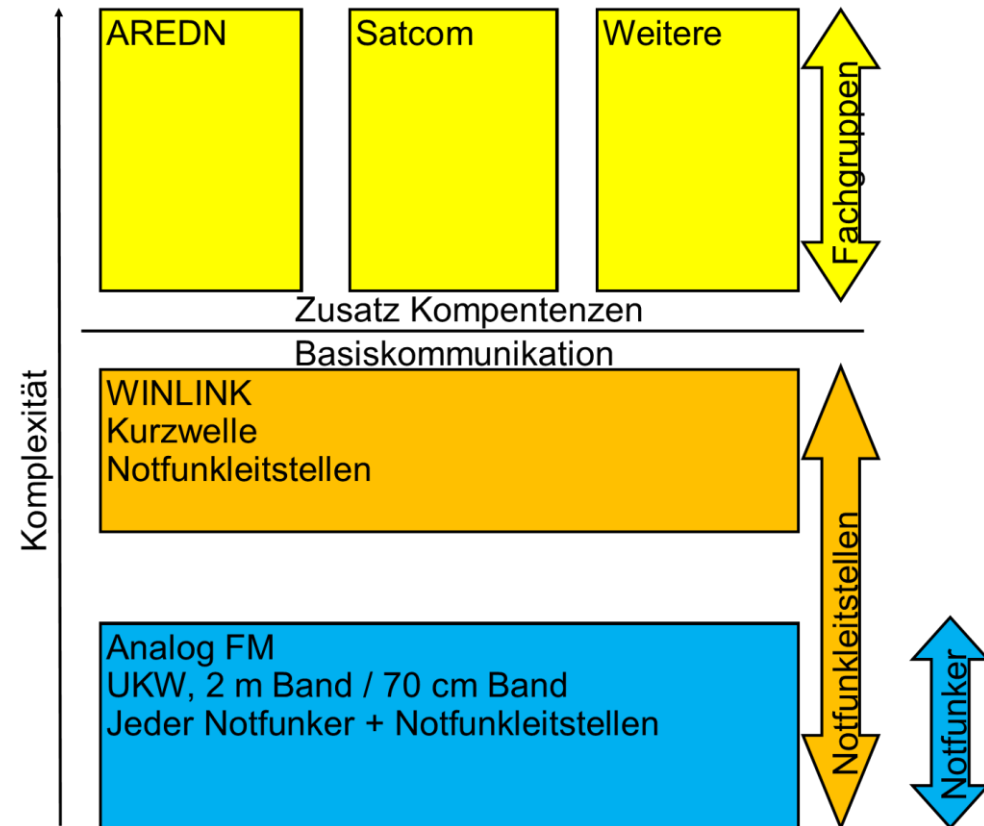 AREDN
Satcom
Weitere
Fachgruppen
Zusatz Kompentenzen
Basiskommunikation
Komplexität
WINLINK
Kurzwelle
Notfunkleitstellen
Notfunkleitstellen
Analog FM
UKW, 2 m Band / 70 cm Band
Jeder Notfunker + Notfunkleitstellen
Notfunker